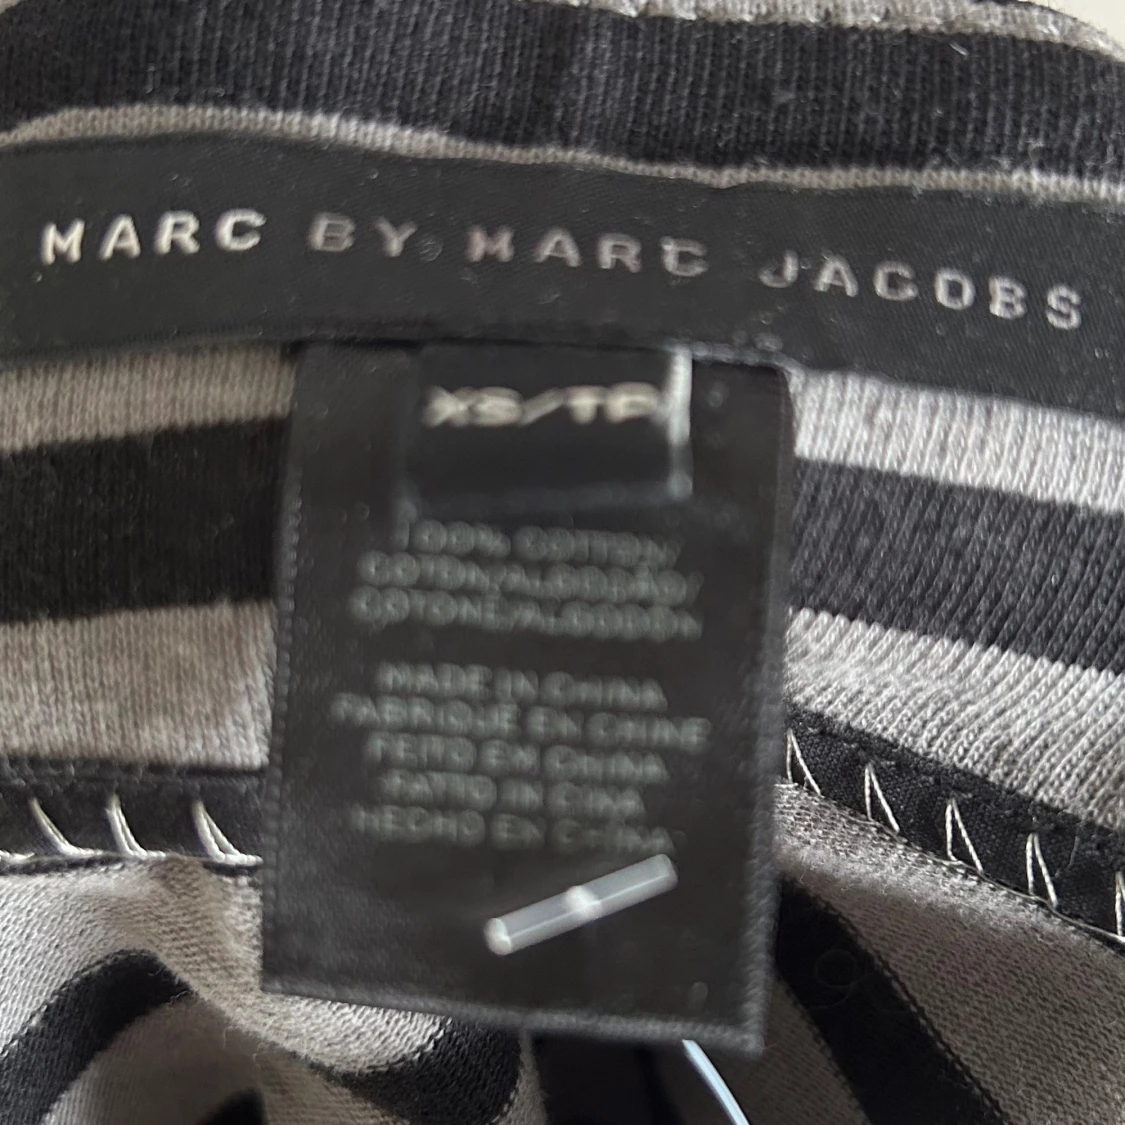 MARC BY MARC JACOBS
XS/TP
100% COTTON/
COTON/ALGODÃO/
COTONE/ALGODÓN
MADE IN CHINA
FABRIQUÉ EN CHINE
FEITO EM CHINA
FATTO IN CINA
HECHO EN CHINA